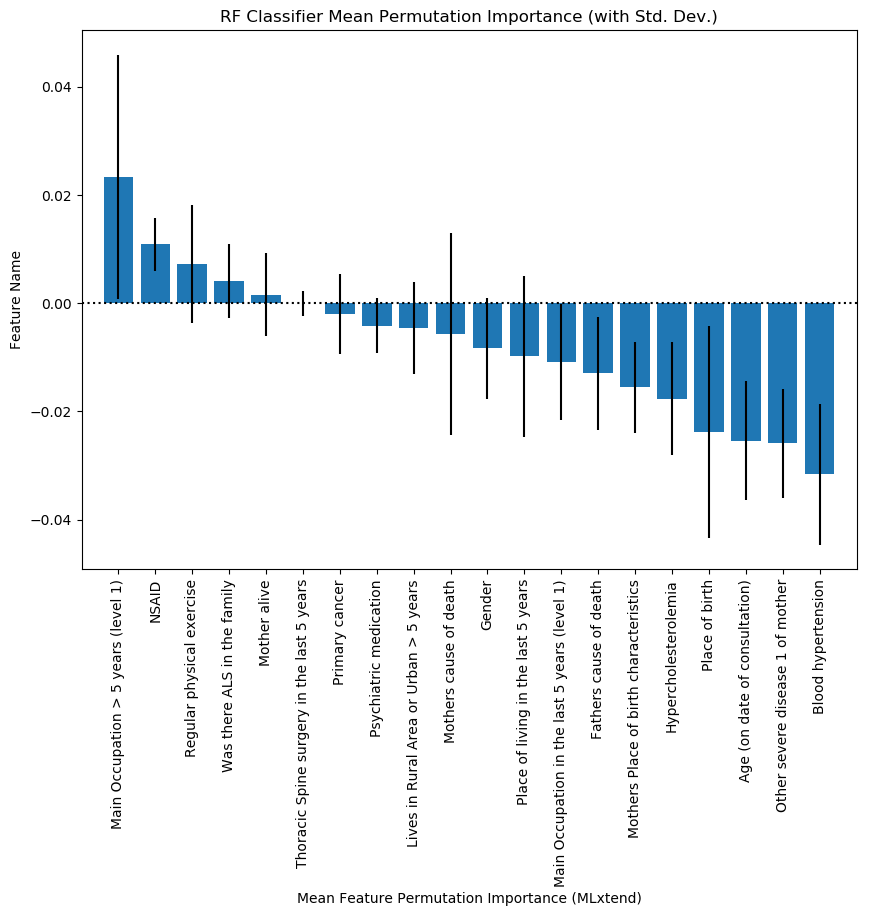 RF Classifier Mean Permutation Importance (with Std. Dev.)
Feature Name
0.04
0.02
0.00
−0.02
−0.04
Main Occupation > 5 years (level 1)
NSAID
Regular physical exercise
Was there ALS in the family
Mother alive
Thoracic Spine surgery in the last 5 years
Primary cancer
Psychiatric medication
Lives in Rural Area or Urban > 5 years
Mothers cause of death
Gender
Place of living in the last 5 years
Main Occupation in the last 5 years (level 1)
Fathers cause of death
Mothers Place of birth characteristics
Hypercholesterolemia
Place of birth
Age (on date of consultation)
Other severe disease 1 of mother
Blood hypertension
Mean Feature Permutation Importance (MLxtend)